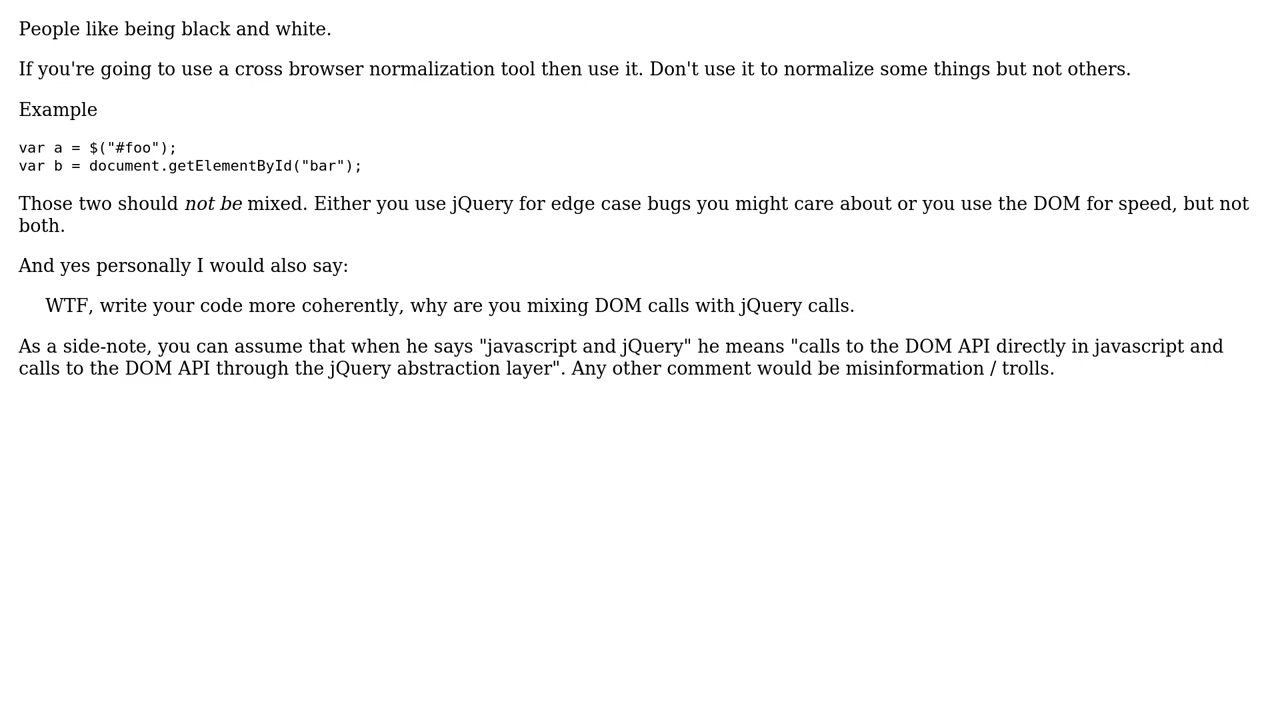 People like being black and white.
If you're going to use a cross browser normalization tool then use it. Don't use it to normalize some things but not others.
Example
var a = $("#foo");
var b = document.getElementById("bar");
Those two should not be mixed. Either you use jQuery for edge case bugs you might care about or you use the DOM for speed, but not
both.
And yes personally I would also say:
WTF, write your code more coherently, why are you mixing DOM calls with jQuery calls.
As a side-note, you can assume that when he says "javascript and jQuery" he means "calls to the DOM API directly in javascript and
calls to the DOM API through the jQuery abstraction layer". Any other comment would be misinformation / trolls.